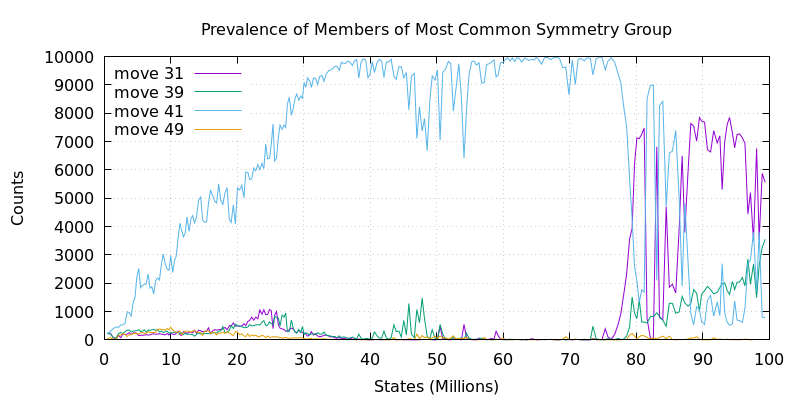 Prevalence of Members of Most Common Symmetry Group
10000
9000
8000
7000
6000
5000
4000
3000
2000
1000
0
Counts
move 31
move 39
move 41
move 49
0 10 20 30 40 50 60 70 80 90 100
States (Millions)